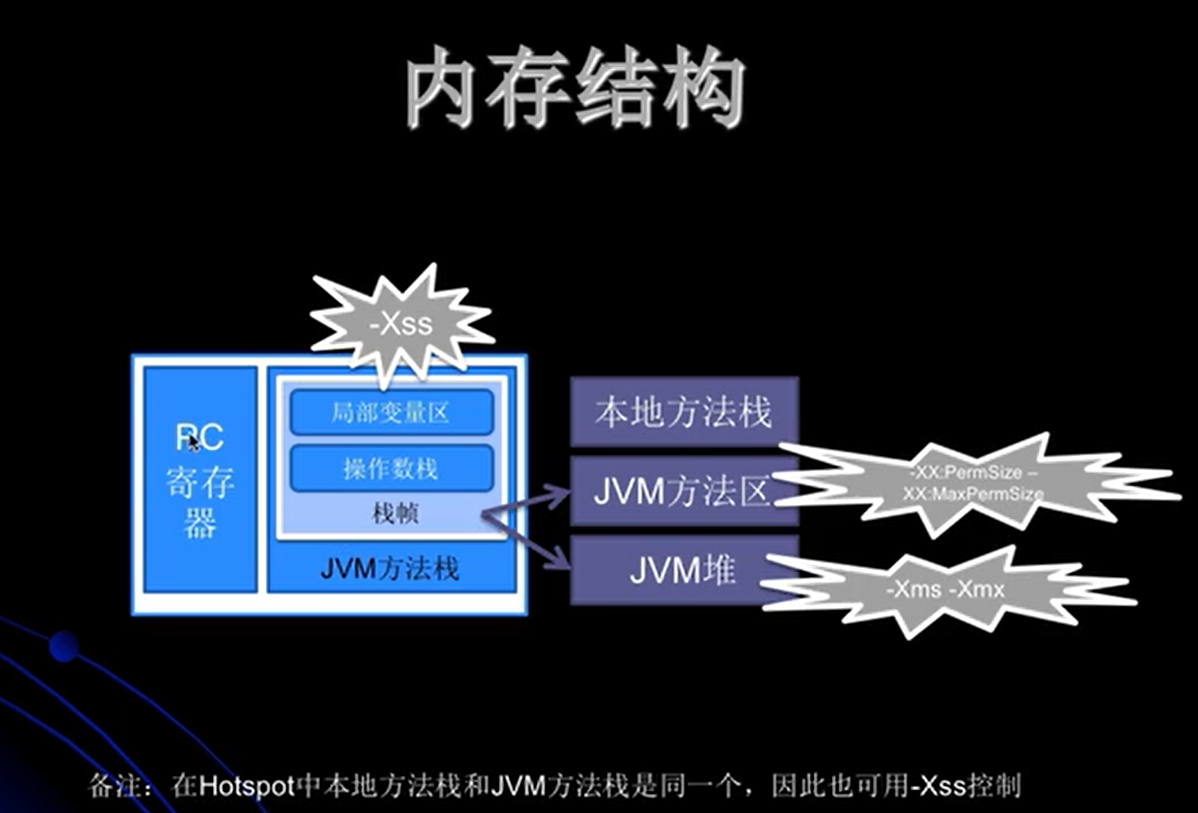 内存结构
-Xss
PC
寄存
器
局部变量区
操作数栈
栈帧
JVM方法栈
本地方法栈
JVM方法区
-XX:PermSize –
XX:MaxPermSize
JVM堆
-Xms -Xmx
备注：在Hotspot中本地方法栈和JVM方法栈是同一个，因此也可用-Xss控制